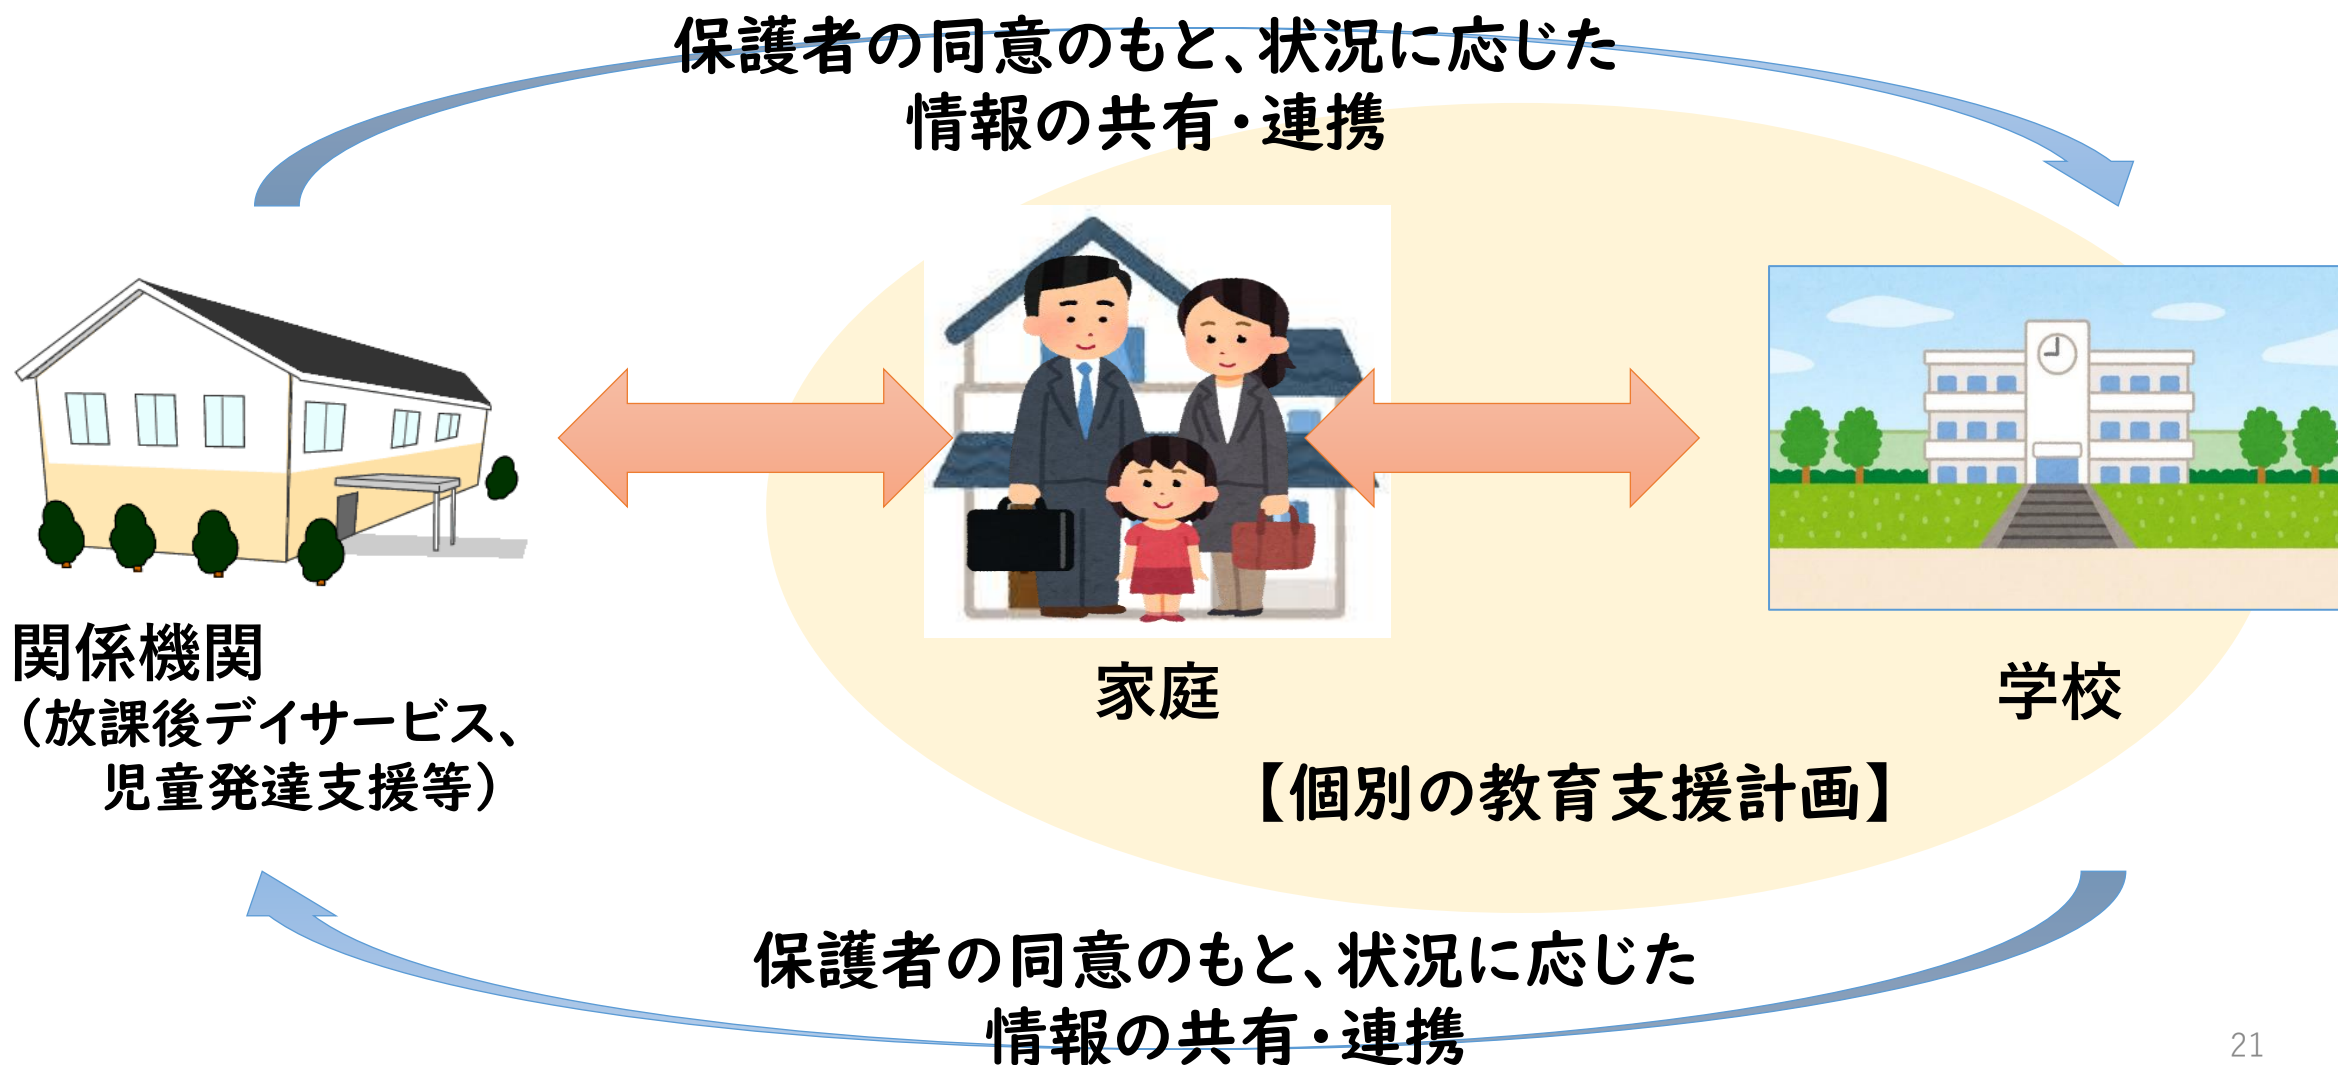 保護者の同意のもと、状況に応じた
情報の共有・連携
関係機関
（放課後デイサービス、
児童発達支援等）
家庭
学校
【個別の教育支援計画】
保護者の同意のもと、状況に応じた
情報の共有・連携
21